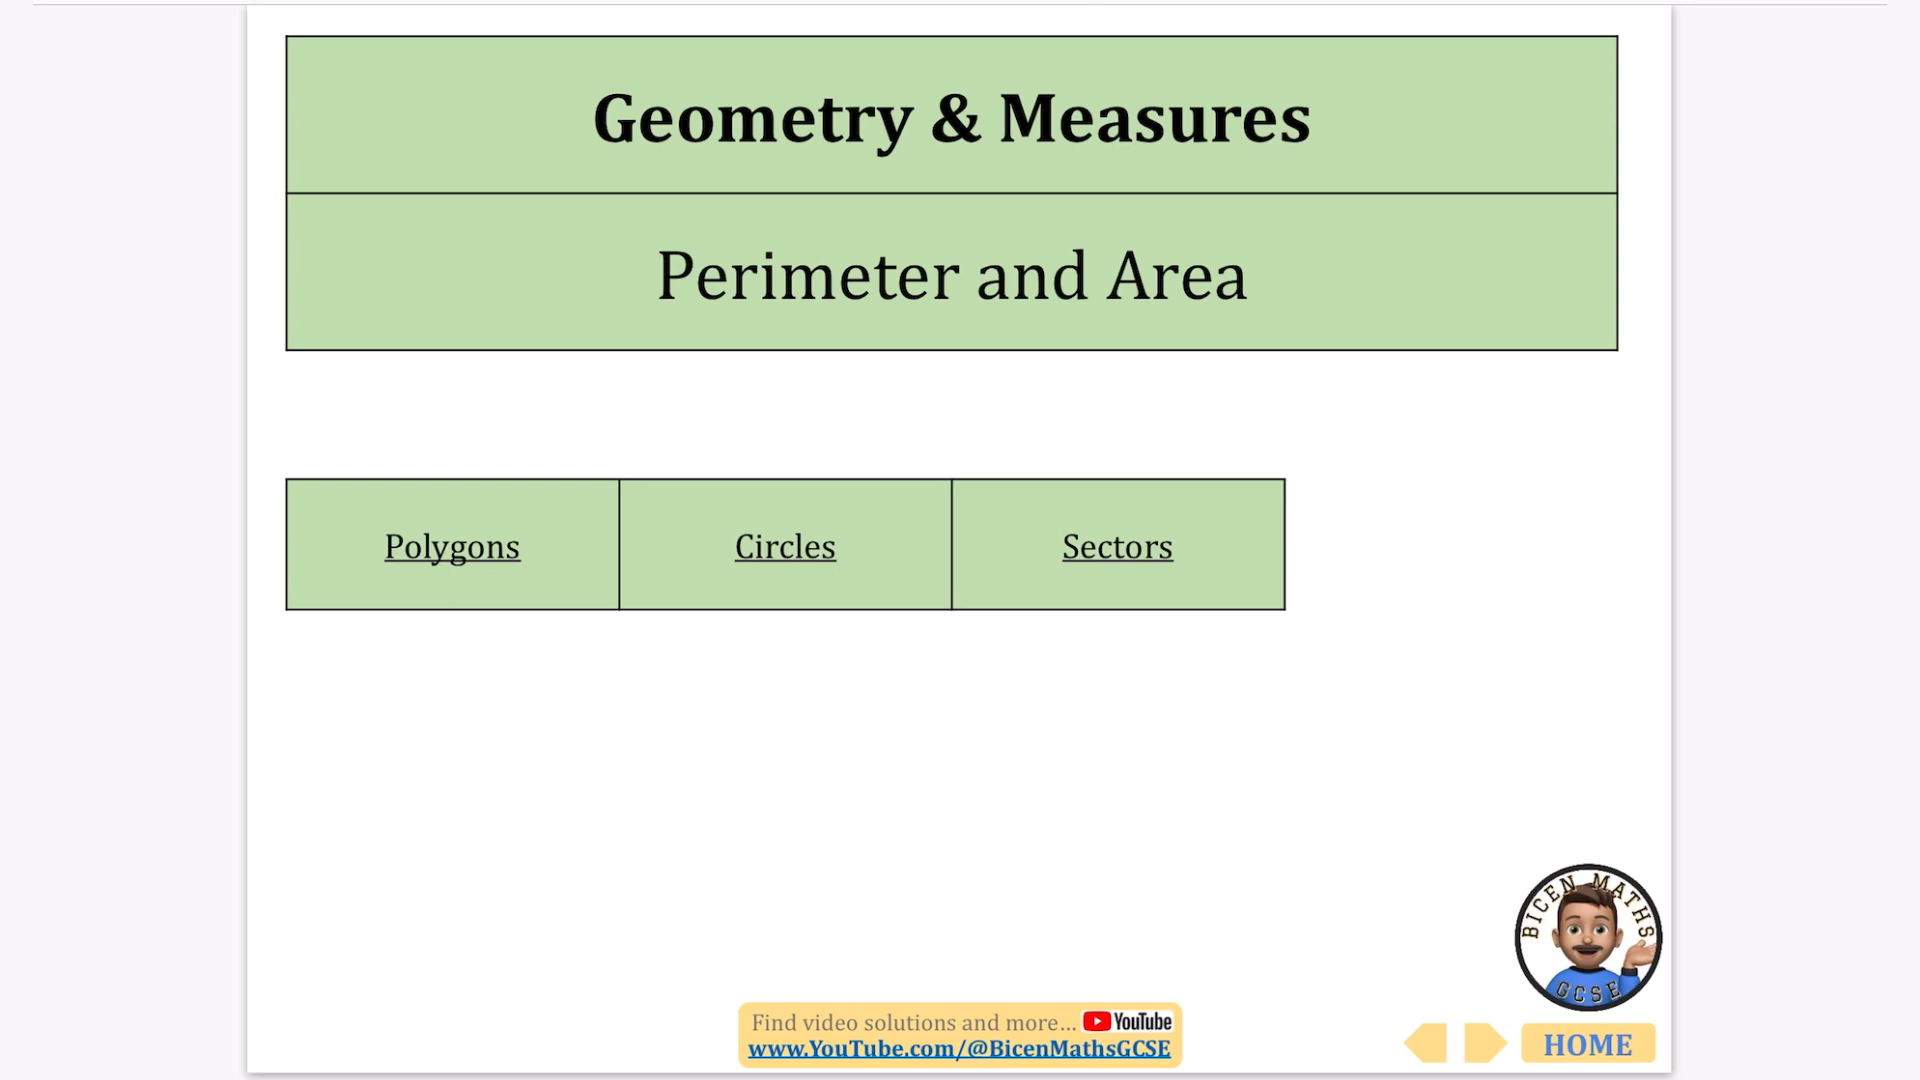 Geometry & Measures
Perimeter and Area
Polygons
Circles
Sectors
BICEN MATHS
GCSE
Find video solutions and more... YouTube
www.YouTube.com/@BicenMathsGCSE
HOME